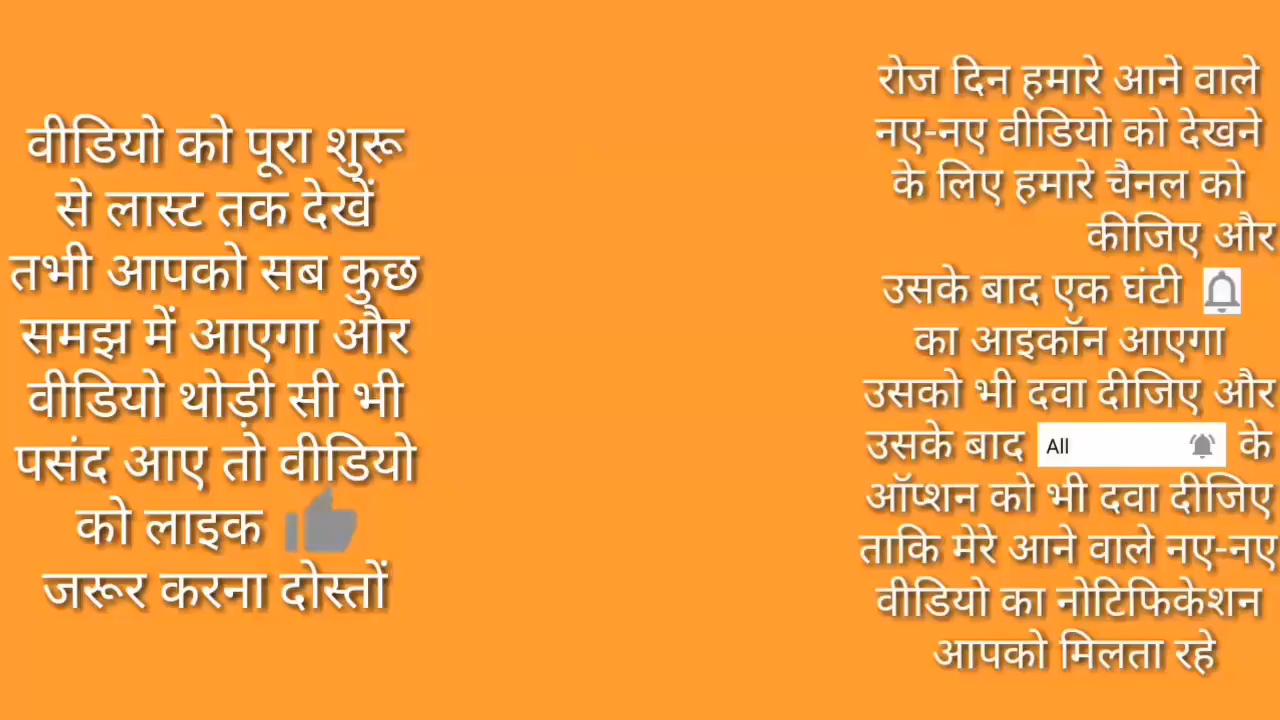 वीडियो को पूरा शुरू
से लास्ट तक देखें
तभी आपको सब कुछ
समझ में आएगा और
वीडियो थोड़ी सी भी
पसंद आए तो वीडियो
को लाइक
जरूर करना दोस्तों
रोज दिन हमारे आने वाले
नए-नए वीडियो को देखने
के लिए हमारे चैनल को
कीजिए और
उसके बाद एक घंटी
का आइकॉन आएगा
उसको भी दवा दीजिए और
उसके बाद All के
ऑप्शन को भी दवा दीजिए
ताकि मेरे आने वाले नए-नए
वीडियो का नोटिफिकेशन
आपको मिलता रहे